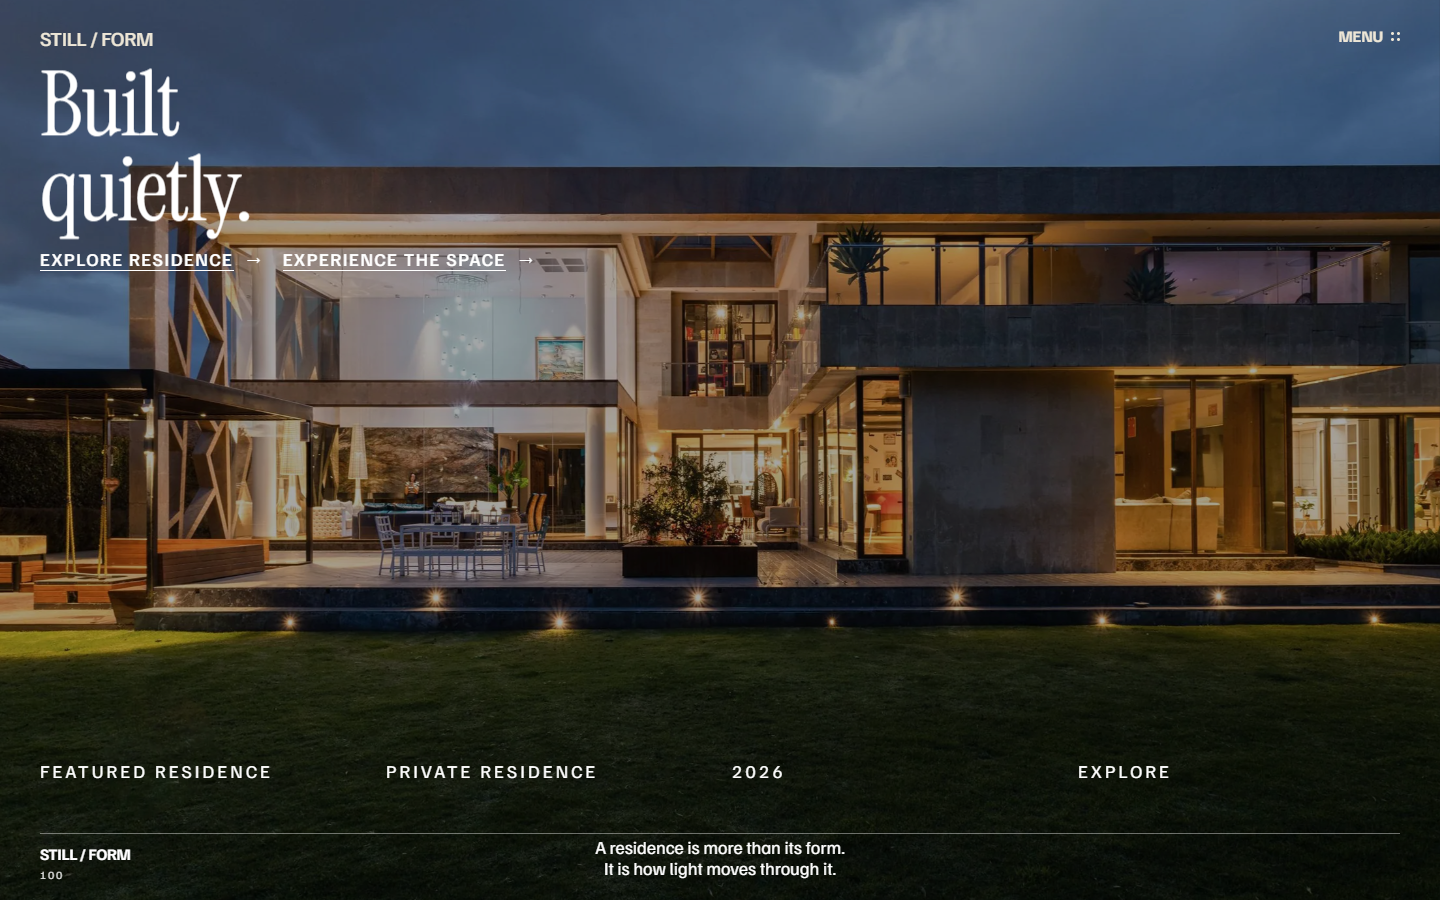 STILL / FORM
MENU
Built
quietly.
EXPLORE RESIDENCE → EXPERIENCE THE SPACE →
FEATURED RESIDENCE
PRIVATE RESIDENCE
2026
EXPLORE
STILL / FORM
100
A residence is more than its form.
It is how light moves through it.